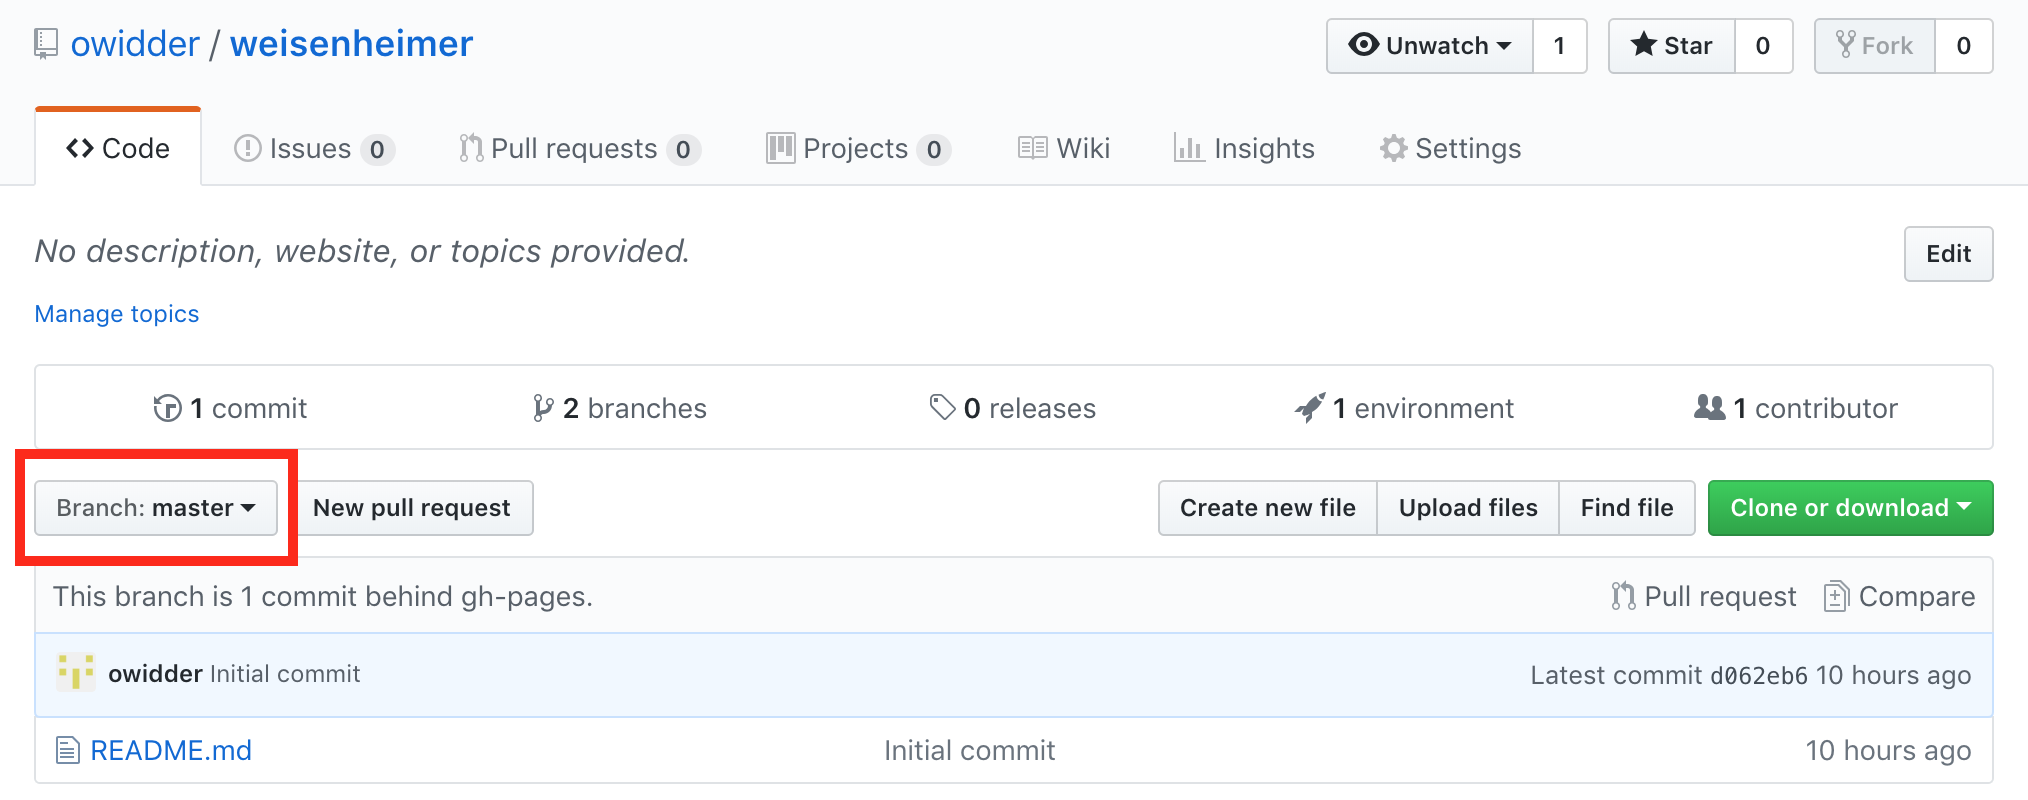 owidder / weisenheimer
Unwatch 1 Star 0 Fork 0
Code Issues 0 Pull requests 0 Projects 0 Wiki Insights Settings
No description, website, or topics provided.
Edit
Manage topics
1 commit 2 branches 0 releases 1 environment 1 contributor
Branch: master New pull request Create new file Upload files Find file Clone or download
This branch is 1 commit behind gh-pages. Pull request Compare
owidder Initial commit Latest commit d062eb6 10 hours ago
README.md Initial commit 10 hours ago